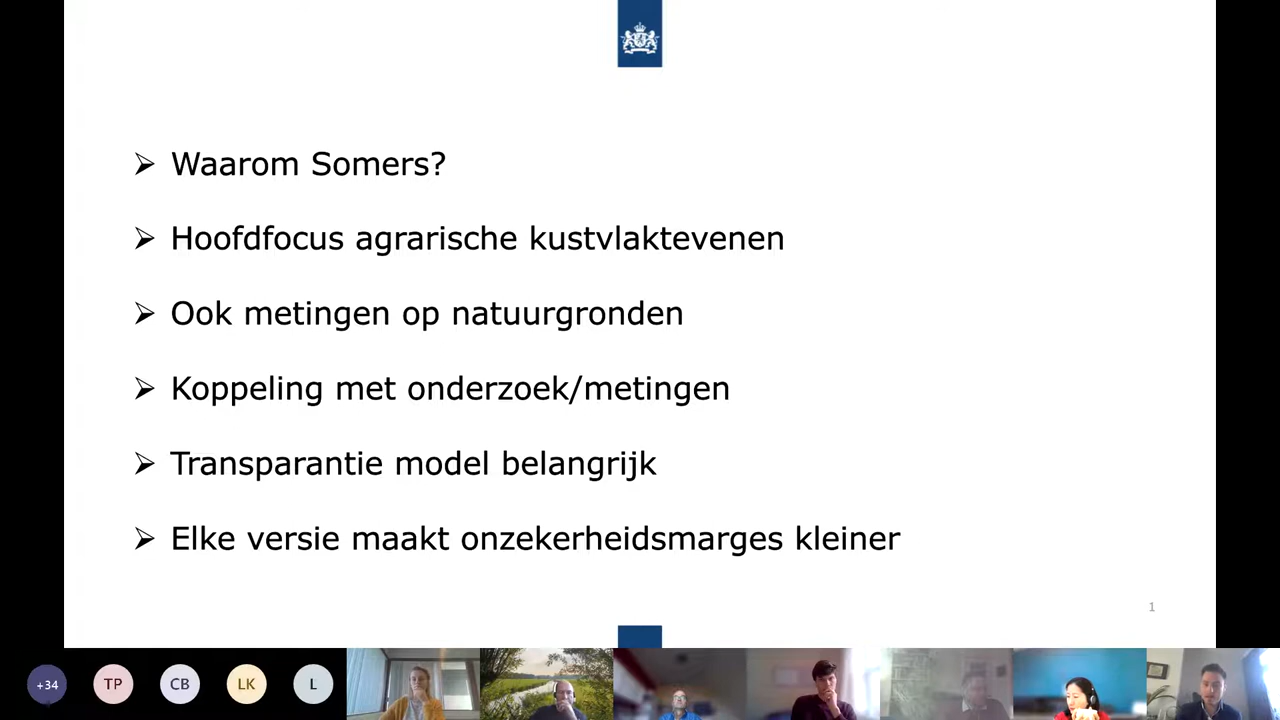 Waarom Somers?
Hoofdfocus agrarische kustvlaktevenen
Ook metingen op natuurgronden
Koppeling met onderzoek/metingen
Transparantie model belangrijk
Elke versie maakt onzekerheidsmarges kleiner
1
+34 TP CB LK L